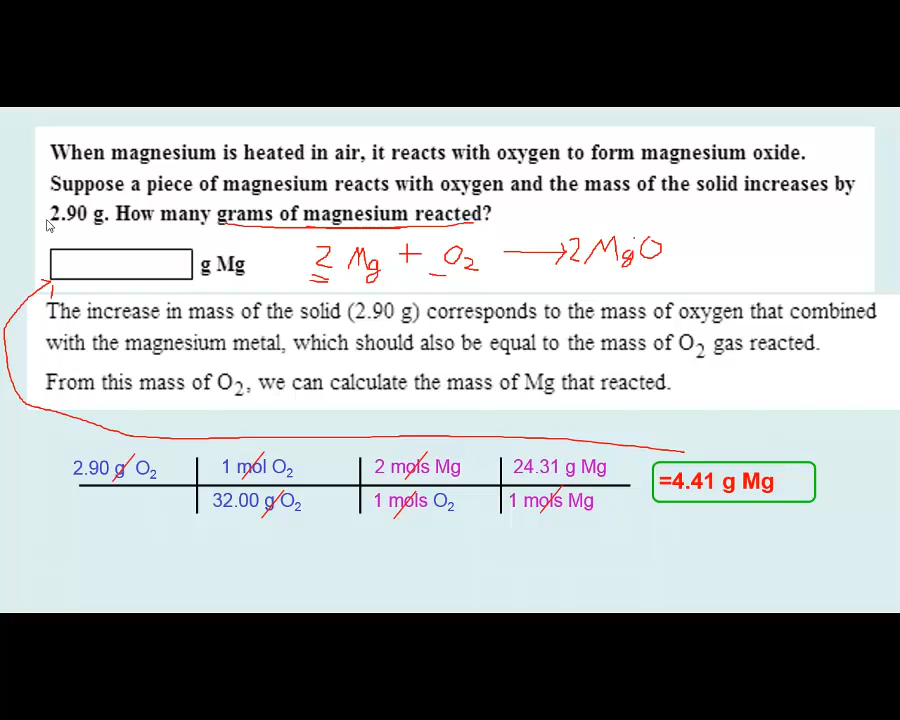 When magnesium is heated in air, it reacts with oxygen to form magnesium oxide.
Suppose a piece of magnesium reacts with oxygen and the mass of the solid increases by
2.90 g. How many grams of magnesium reacted?
g Mg
2 Mg + O₂ → 2 MgO
The increase in mass of the solid (2.90 g) corresponds to the mass of oxygen that combined
with the magnesium metal, which should also be equal to the mass of O₂ gas reacted.
From this mass of O₂, we can calculate the mass of Mg that reacted.
2.90 g O₂ 1 mol O₂ 2 mols Mg 24.31 g Mg
32.00 g O₂ 1 mols O₂ 1 mols Mg
=4.41 g Mg